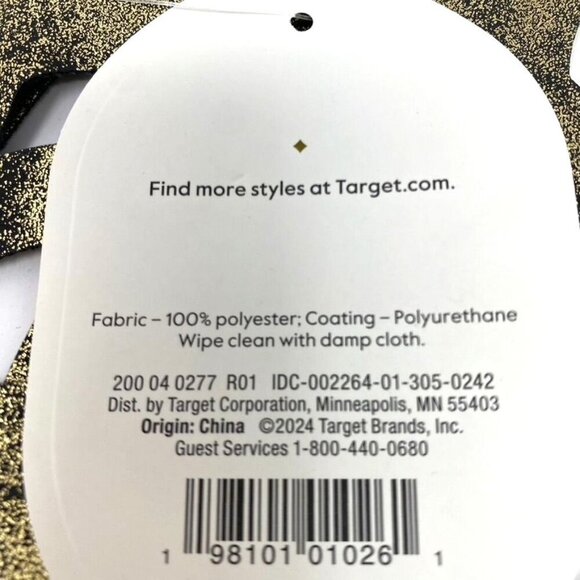 Find more styles at Target.com.
Fabric – 100% polyester; Coating – Polyurethane
Wipe clean with damp cloth.
200 04 0277 R01 IDC-002264-01-305-0242
Dist. by Target Corporation, Minneapolis, MN 55403
Origin: China ©2024 Target Brands, Inc.
Guest Services 1-800-440-0680
1 98101 01026 1